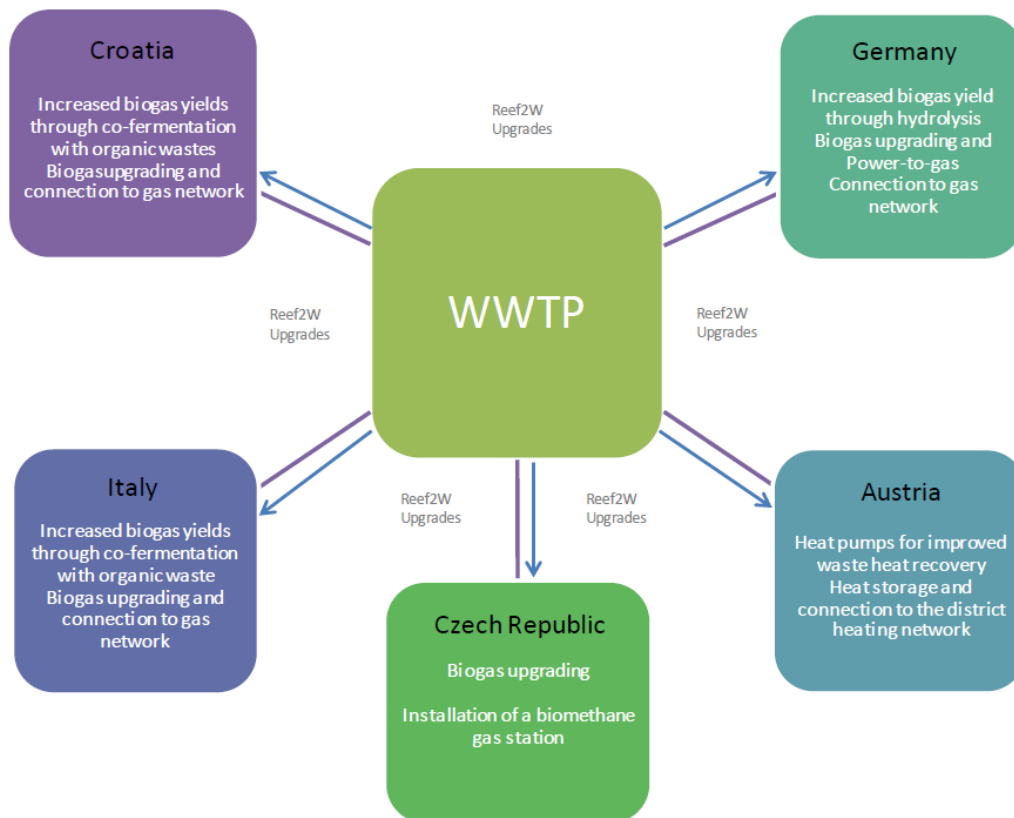 Croatia
Increased biogas yields
through co-fermentation
with organic wastes
Biogasupgrading and
connection to gas network
Reef2W
Upgrades
Germany
Increased biogas yield
through hydrolysis
Biogas upgrading and
Power-to-gas
Connection to gas
network
WWTP
Reef2W
Upgrades
Reef2W
Upgrades
Italy
Increased biogas yields
through co-fermentation
with organic waste
Biogas upgrading and
connection to gas
network
Reef2W
Upgrades
Reef2W
Upgrades
Czech Republic
Biogas upgrading
Installation of a biomethane
gas station
Austria
Heat pumps for improved
waste heat recovery
Heat storage and
connection to the district
heating network